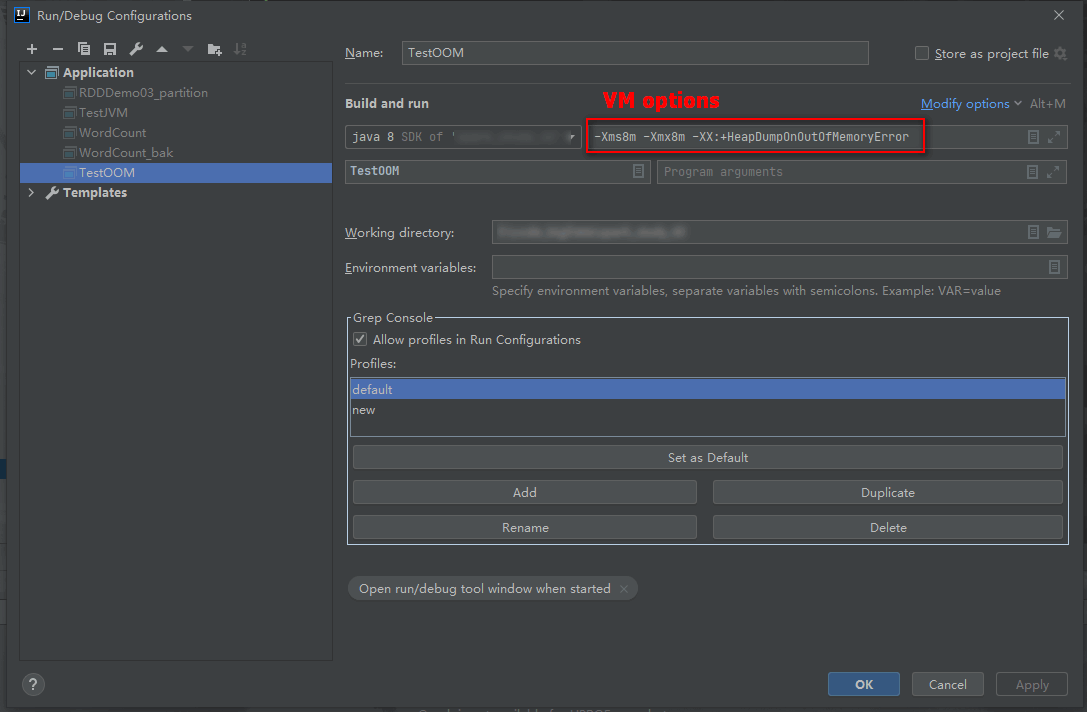 Run/Debug Configurations
Name:
TestOOM
Store as project file
Application
RDDDemo03_partition
TestJVM
WordCount
WordCount_bak
TestOOM
Templates
Build and run
VM options
Modify options
Alt+M
java 8 SDK of '
-Xms8m -Xmx8m -XX:+HeapDumpOnOutOfMemoryError
TestOOM
Program arguments
Working directory:
Environment variables:
Specify environment variables, separate variables with semicolons. Example: VAR=value
Grep Console
Allow profiles in Run Configurations
Profiles:
default
new
Set as Default
Add
Duplicate
Rename
Delete
Open run/debug tool window when started
?
OK
Cancel
Apply